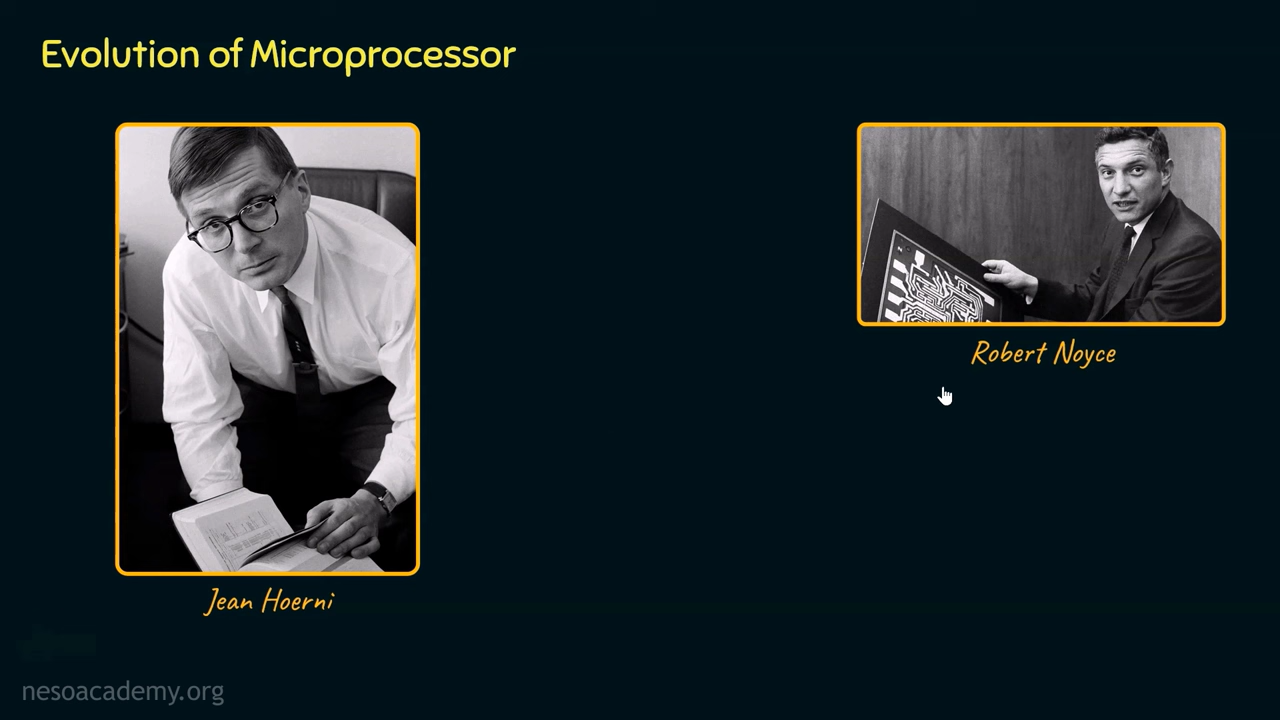 Evolution of Microprocessor
Robert Noyce
Jean Hoerni
nesoacademy.org